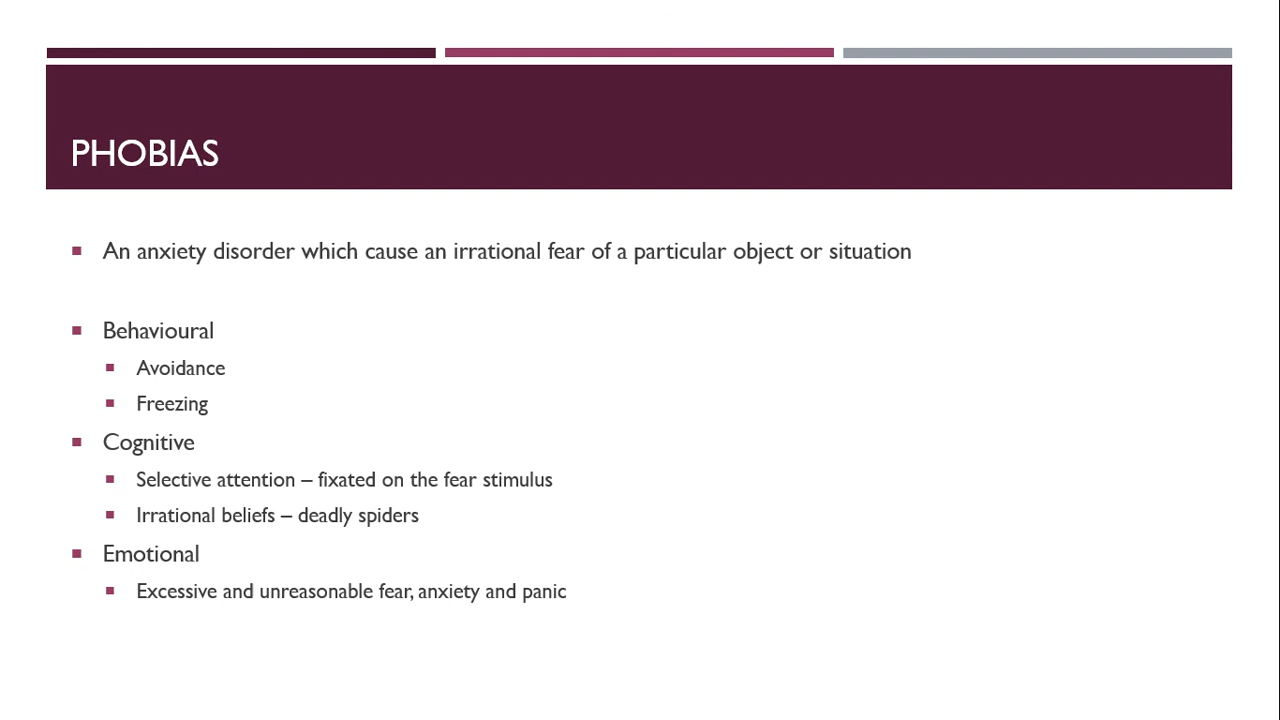 PHOBIAS
An anxiety disorder which cause an irrational fear of a particular object or situation
Behavioural
Avoidance
Freezing
Cognitive
Selective attention – fixated on the fear stimulus
Irrational beliefs – deadly spiders
Emotional
Excessive and unreasonable fear, anxiety and panic